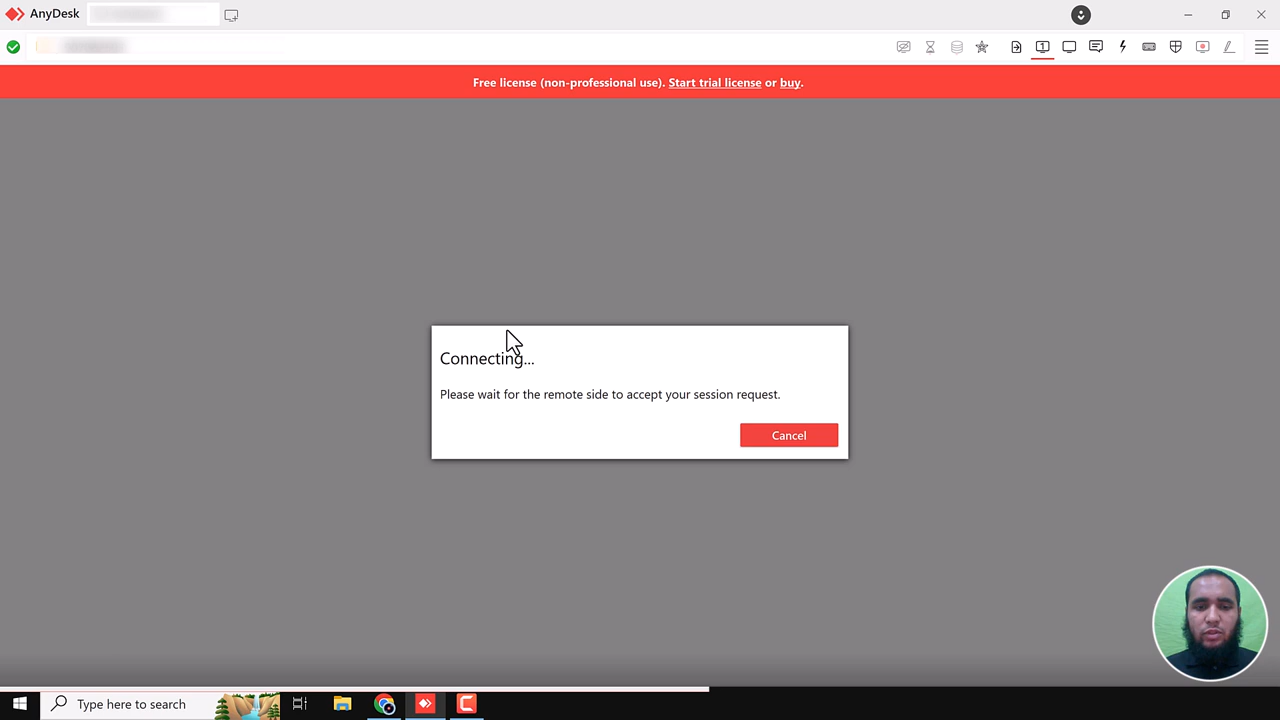 AnyDesk
1
Free license (non-professional use). Start trial license or buy.
Connecting...
Please wait for the remote side to accept your session request.
Cancel
Type here to search